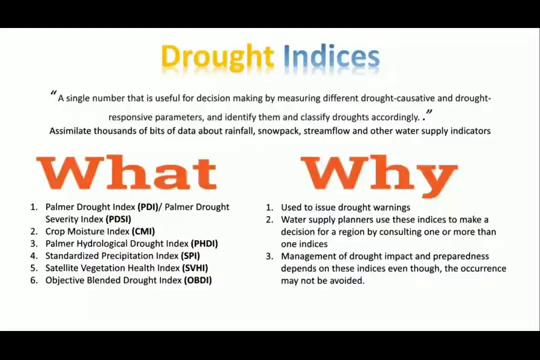 Drought Indices
“ A single number that is useful for decision making by measuring different drought-causative and drought-
responsive parameters, and identify them and classify droughts accordingly. .”
Assimilate thousands of bits of data about rainfall, snowpack, streamflow and other water supply indicators
What
1. Palmer Drought Index (PDI)/ Palmer Drought
Severity Index (PDSI)
2. Crop Moisture Index (CMI)
3. Palmer Hydrological Drought Index (PHDI)
4. Standardized Precipitation Index (SPI)
5. Satellite Vegetation Health Index (SVHI)
6. Objective Blended Drought Index (OBDI)
Why
1. Used to issue drought warnings
2. Water supply planners use these indices to make a
decision for a region by consulting one or more than
one indices
3. Management of drought impact and preparedness
depends on these indices even though, the occurrence
may not be avoided.